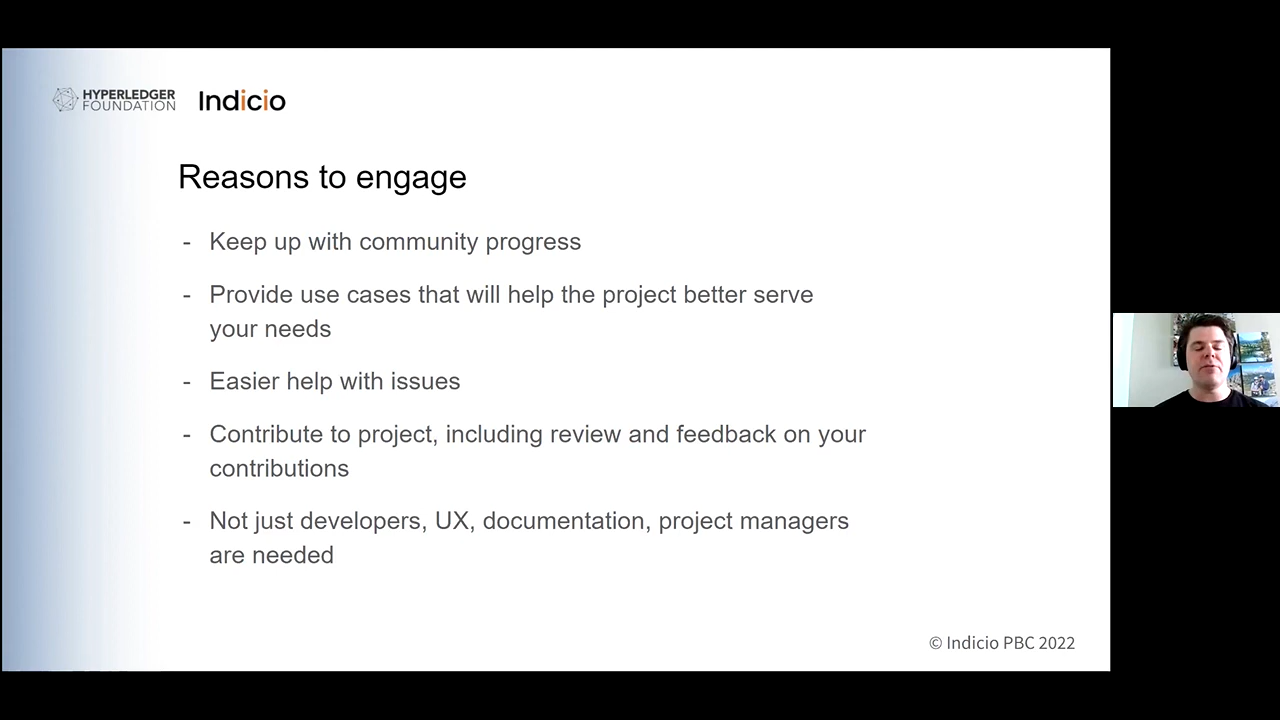 HYPERLEDGER
FOUNDATION
Indicio
Reasons to engage
- Keep up with community progress
- Provide use cases that will help the project better serve
your needs
- Easier help with issues
- Contribute to project, including review and feedback on your
contributions
- Not just developers, UX, documentation, project managers
are needed
© Indicio PBC 2022